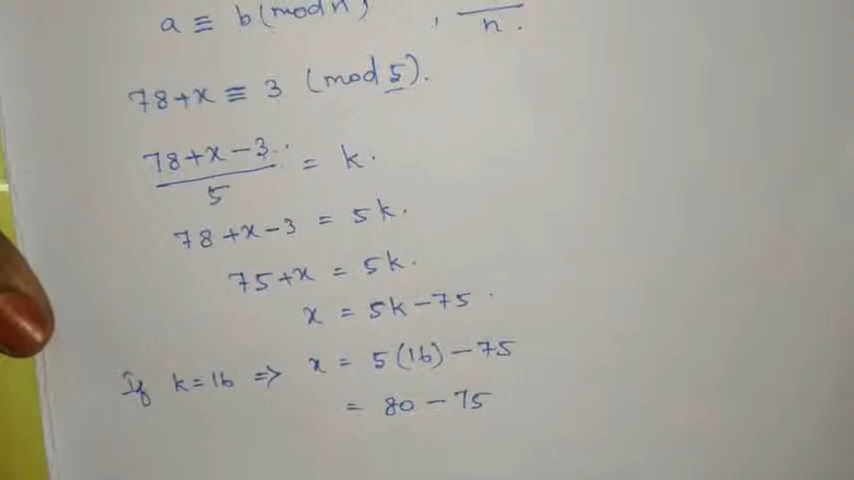 a ≡ b (mod n) , n.
78+x ≡ 3 (mod 5).
78+x-3 / 5 = k.
78+x-3 = 5k.
75+x = 5k.
x = 5k-75.
If k=16 ⇒ x = 5(16)-75
= 80-75